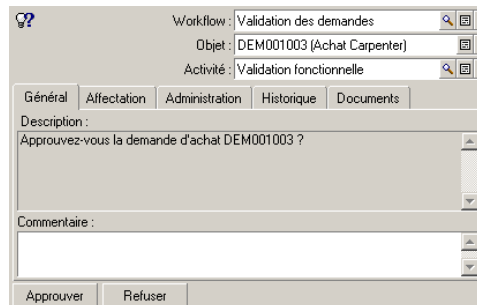 Workflow : Validation des demandes
Objet : DEM001003 (Achat Carpenter)
Activité : Validation fonctionnelle
Général Affectation Administration Historique Documents
Description :
Approuvez-vous la demande d'achat DEM001003 ?
Commentaire :
Approuver Refuser